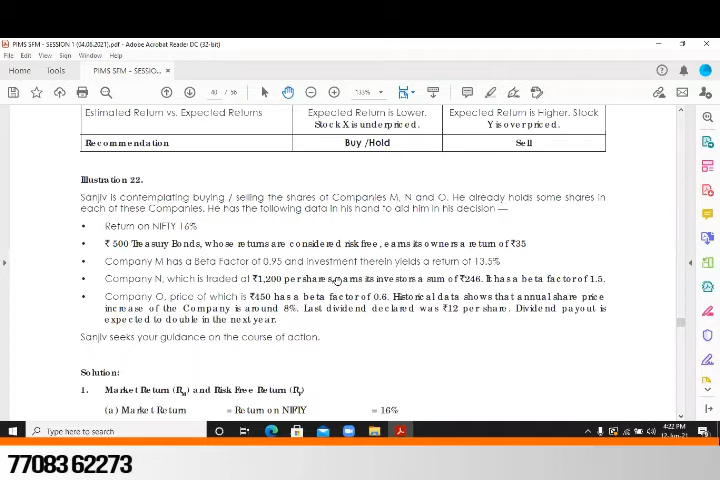 PIMS SFM - SESSION 1 (04.06.2021).pdf - Adobe Acrobat Reader DC (32-bit)
File Edit View Sign Window Help
Home Tools PIMS SFM - SESSIO... ×
40 / 56 133%
Estimated Return vs. Expected Returns
Expected Return is Lower.
Stock X is underpriced.
Expected Return is Higher. Stock
Y is overpriced.
Recommendation Buy /Hold Sell
Illustration 22.
Sanjiv is contemplating buying / selling the shares of Companies M, N and O. He already holds some shares in
each of these Companies. He has the following data in his hand to aid him in his decision —
• Return on NIFTY 16%
• ₹ 500 Treasury Bonds, whose returns are considered risk free, earns its owners a return of ₹35
• Company M has a Beta Factor of 0.95 and investment therein yields a return of 13.5%
• Company N, which is traded at ₹1,200 per share, earns its investors a sum of ₹246. It has a beta factor of 1.5.
• Company O, price of which is ₹450 has a beta factor of 0.6. Historical data shows that annual share price
increase of the Company is around 8%. Last dividend declared was ₹12 per share. Dividend payout is
expected to double in the next year.
Sanjiv seeks your guidance on the course of action.
Solution:
1. Market Return (RM) and Risk Free Return (RF)
(a) Market Return = Return on NIFTY = 16%
Type here to search
4:22 PM
2-Jun-21
77083 62273